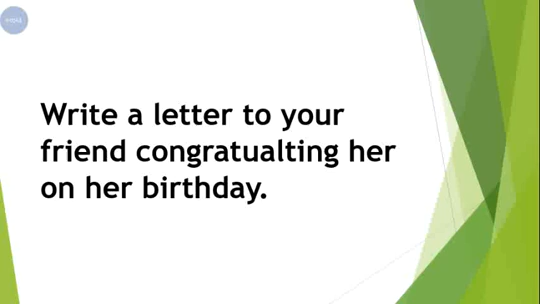 Write a letter to your
friend congratualting her
on her birthday.